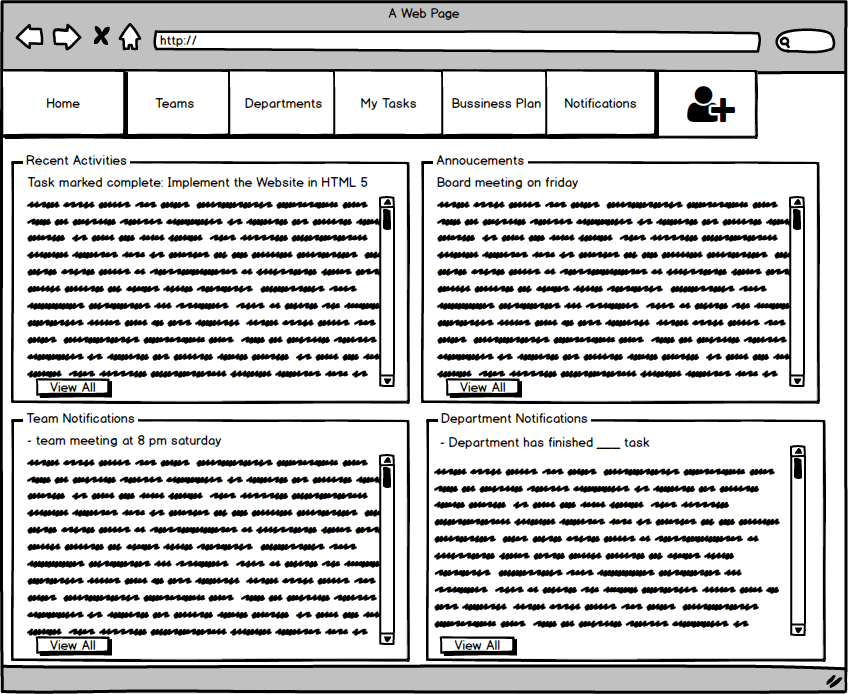 A Web Page
http://
Home
Teams
Departments
My Tasks
Bussiness Plan
Notifications
Recent Activities
Task marked complete: Implement the Website in HTML 5
View All
Annoucements
Board meeting on friday
View All
Team Notifications
- team meeting at 8 pm saturday
View All
Department Notifications
- Department has finished ___ task
View All